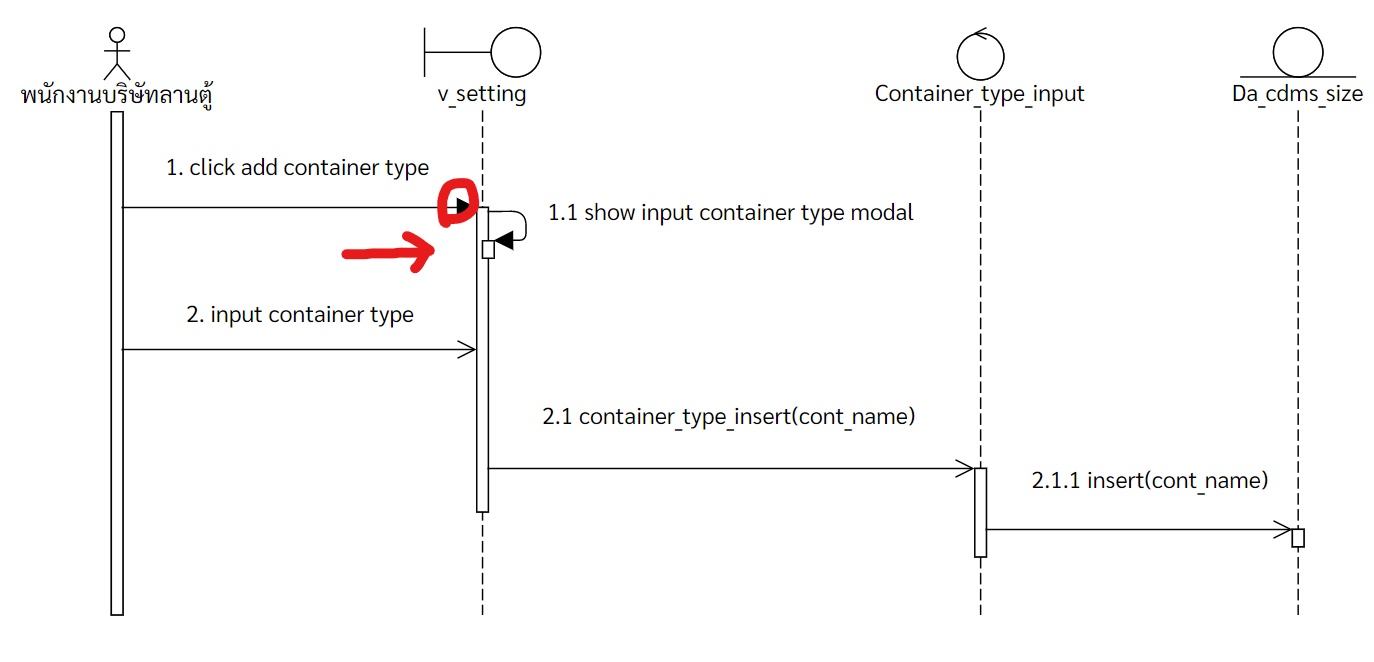 พนักงานบริษัทลานตู้
v_setting
Container_type_input
Da_cdms_size
1. click add container type
1.1 show input container type modal
2. input container type
2.1 container_type_insert(cont_name)
2.1.1 insert(cont_name)